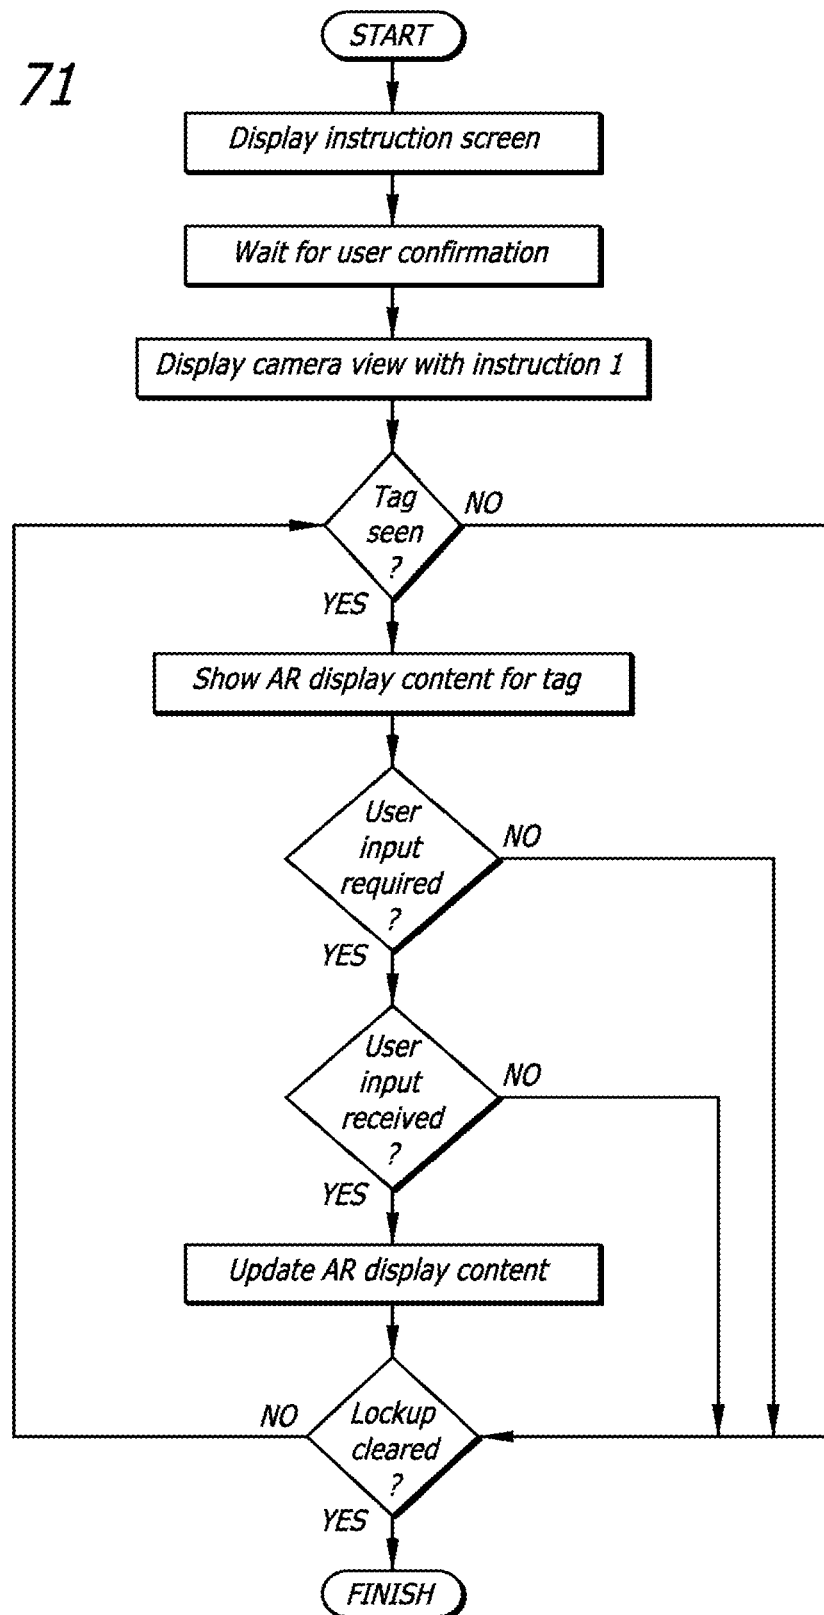 START
71
Display instruction screen
Wait for user confirmation
Display camera view with instruction 1
Tag
seen
?
NO
YES
Show AR display content for tag
User
input
required
?
NO
YES
User
input
received
?
NO
YES
Update AR display content
NO
Lockup
cleared
?
YES
FINISH